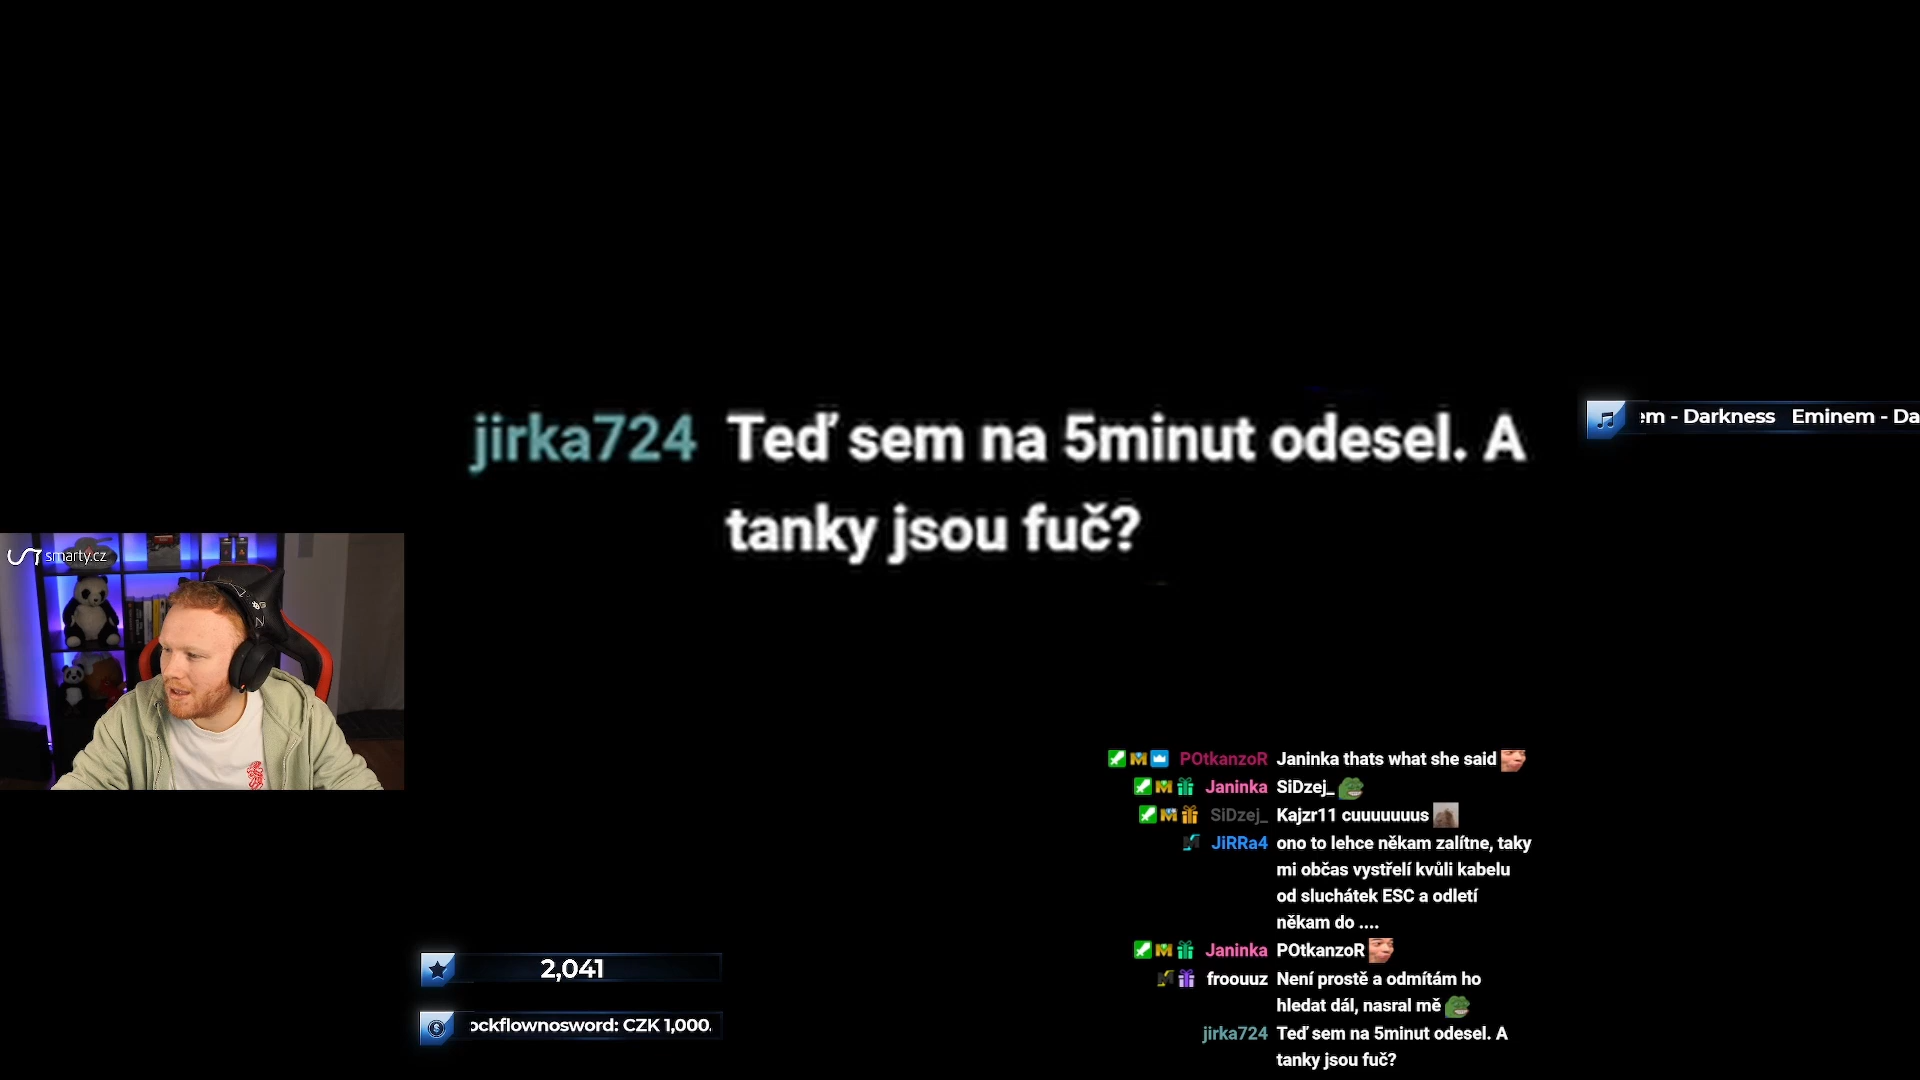 jirka724 Teď sem na 5minut odesel. A
tanky jsou fuč?
em - Darkness Eminem - Da
smarty.cz
POtkanzoR Janinka thats what she said
Janinka SiDzej_
SiDzej_ Kajzr11 cuuuuuuus
JiRRa4 ono to lehce někam zalítne, taky
mi občas vystřelí kvůli kabelu
od sluchátek ESC a odletí
někam do ....
Janinka POtkanzoR
froouuz Není prostě a odmítám ho
hledat dál, nasral mě
jirka724 Teď sem na 5minut odesel. A
tanky jsou fuč?
2,041
ockflownosword: CZK 1,000.